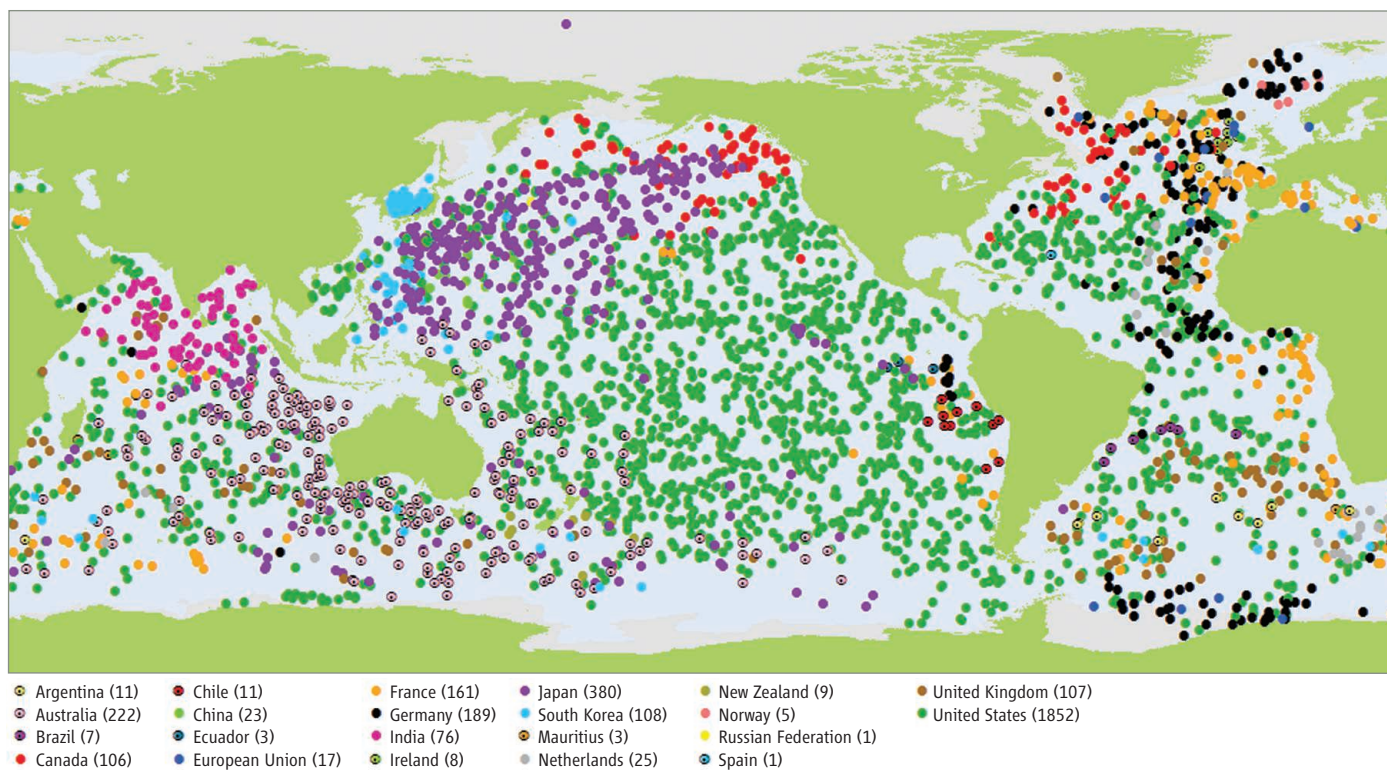 Argentina (11)
Australia (222)
Brazil (7)
Canada (106)
Chile (11)
China (23)
Ecuador (3)
European Union (17)
France (161)
Germany (189)
India (76)
Ireland (8)
Japan (380)
South Korea (108)
Mauritius (3)
Netherlands (25)
New Zealand (9)
Norway (5)
Russian Federation (1)
Spain (1)
United Kingdom (107)
United States (1852)